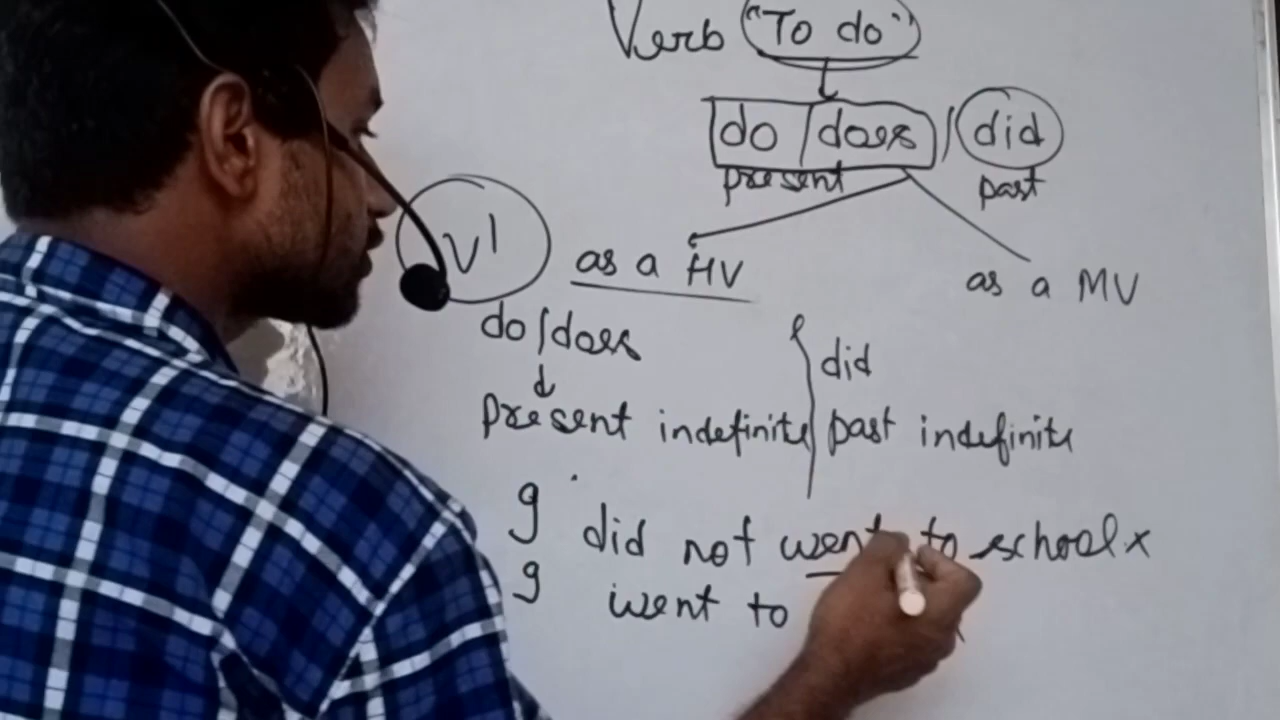 Verb "To do"
do / does / did
present past
V1
as a HV as a MV
do/does did
Present indefinite past indefinite
I did not went to school x
I went to